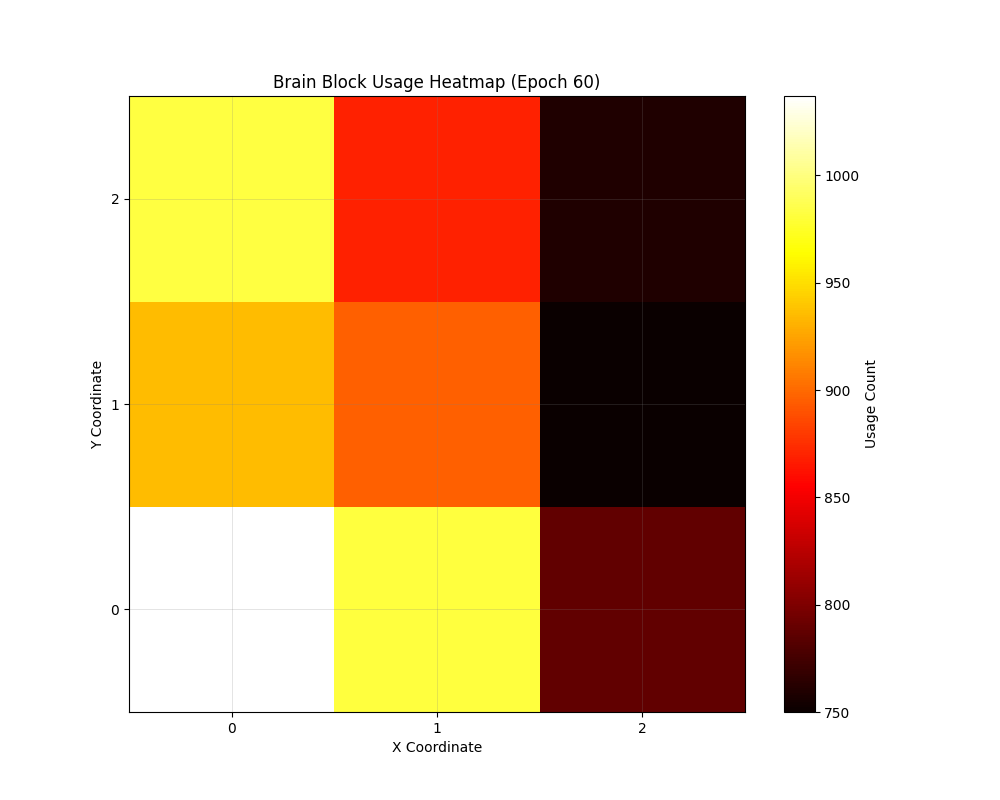 Brain Block Usage Heatmap (Epoch 60)
2
1
0
Y Coordinate
0 1 2
X Coordinate
1000
950
900
850
800
750
Usage Count